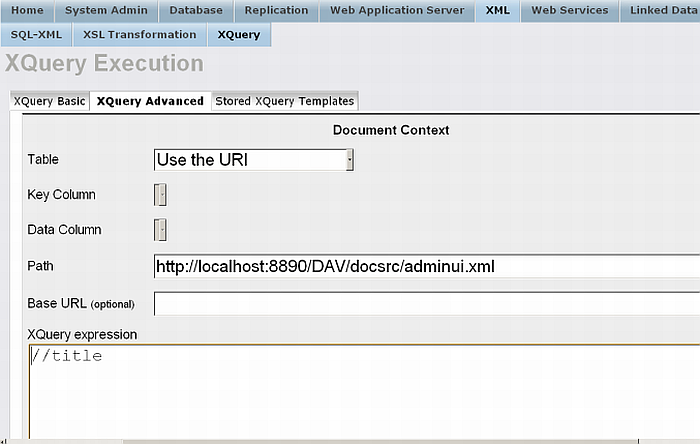 Home System Admin Database Replication Web Application Server XML Web Services Linked Data
SQL-XML XSL Transformation XQuery
XQuery Execution
XQuery Basic XQuery Advanced Stored XQuery Templates
Document Context
Table Use the URI
Key Column
Data Column
Path http://localhost:8890/DAV/docsrc/adminui.xml
Base URL (optional)
XQuery expression
//title